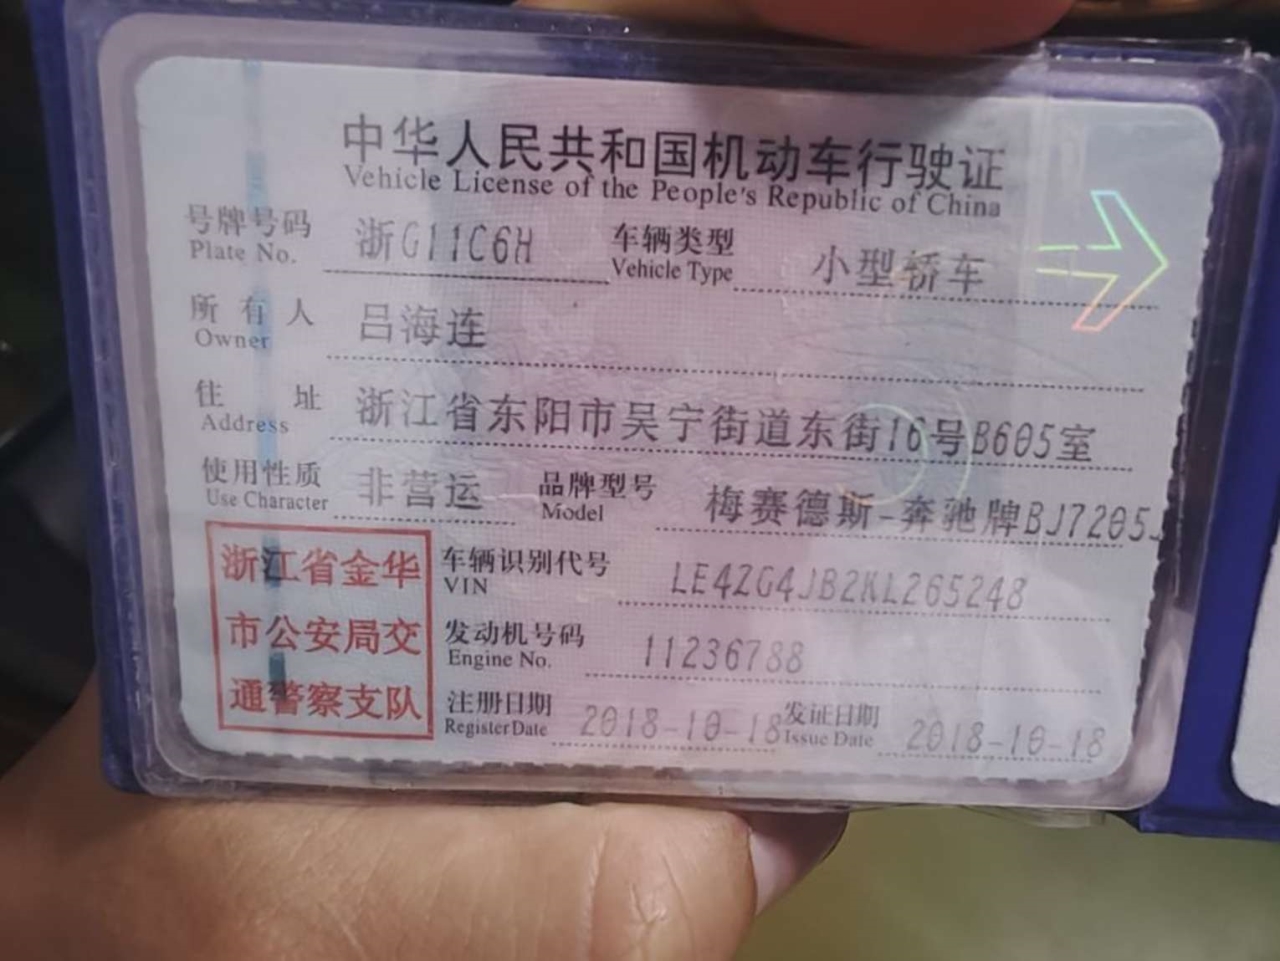 中华人民共和国机动车行驶证
Vehicle License of the People's Republic of China
号牌号码 浙G11C6H 车辆类型 小型轿车
Plate No. Vehicle Type
所有人 吕海连
Owner
住址 浙江省东阳市吴宁街道东街16号B605室
Address
使用性质 非营运 品牌型号 梅赛德斯-奔驰牌BJ7205J
Use Character Model
浙江省金华
市公安局交
通警察支队
车辆识别代号 LE4ZG4JB2KL265248
VIN
发动机号码 11236788
Engine No.
注册日期 2018-10-18 发证日期 2018-10-18
Register Date Issue Date